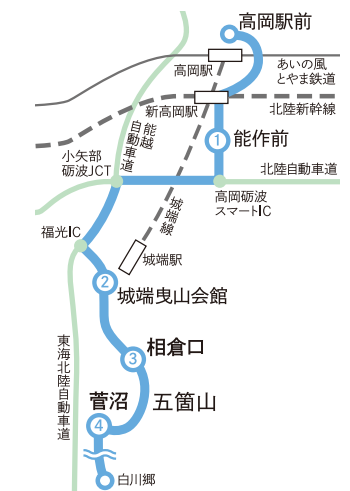 高岡駅前
高岡駅
あいの風
とやま鉄道
新高岡駅
北陸新幹線
能越
自動車道
1
能作前
小矢部
砺波JCT
北陸自動車道
高岡砺波
スマートIC
城端線
福光IC
城端駅
2
城端曳山会館
東海北陸自動車道
相倉口
3
菅沼
五箇山
4
白川郷